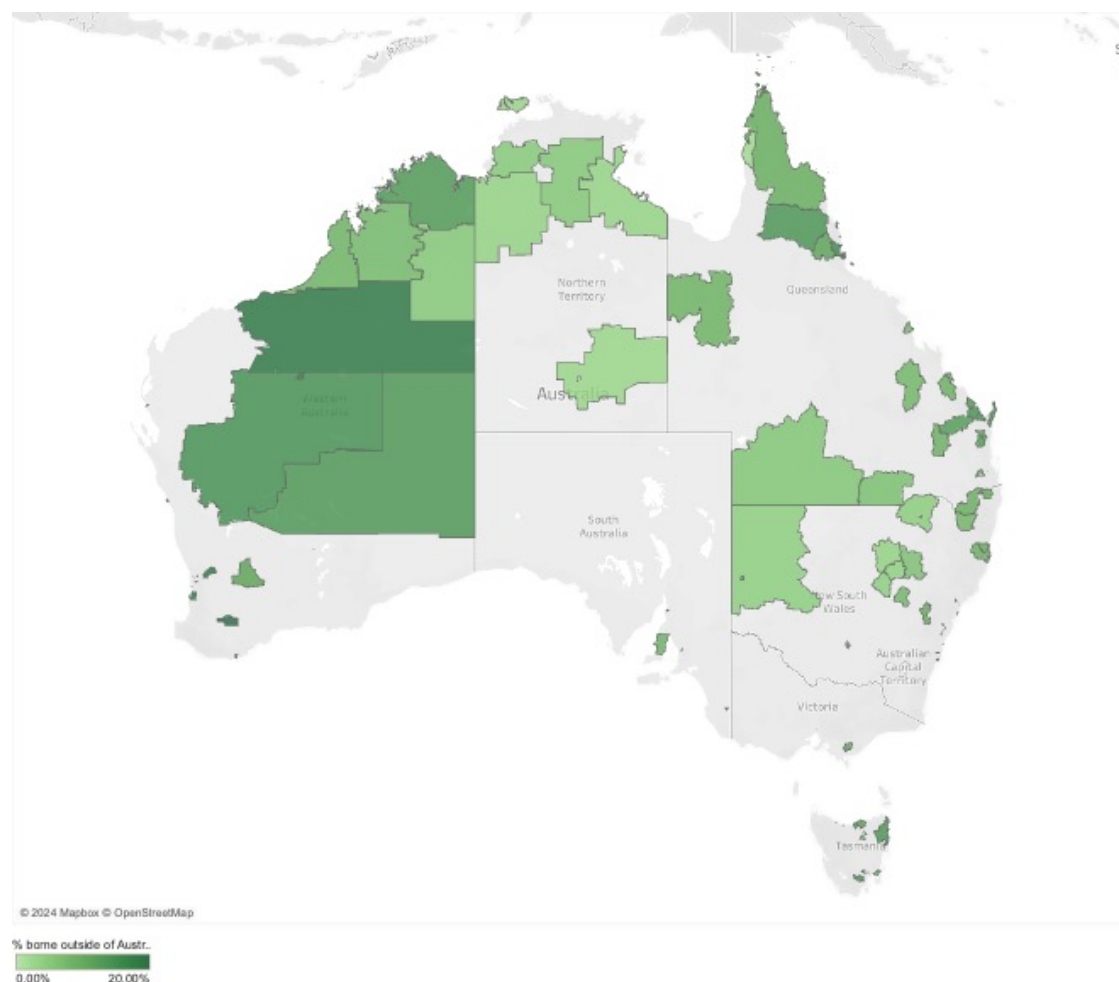 S
Northern
Territory
Queensland
Australia
Western
Australia
South
Australia
New South
Wales
Australian
Capital
Territory
Victoria
Tasmania
© 2024 Mapbox © OpenStreetMap
% borne outside of Austr..
0.00% 20.00%